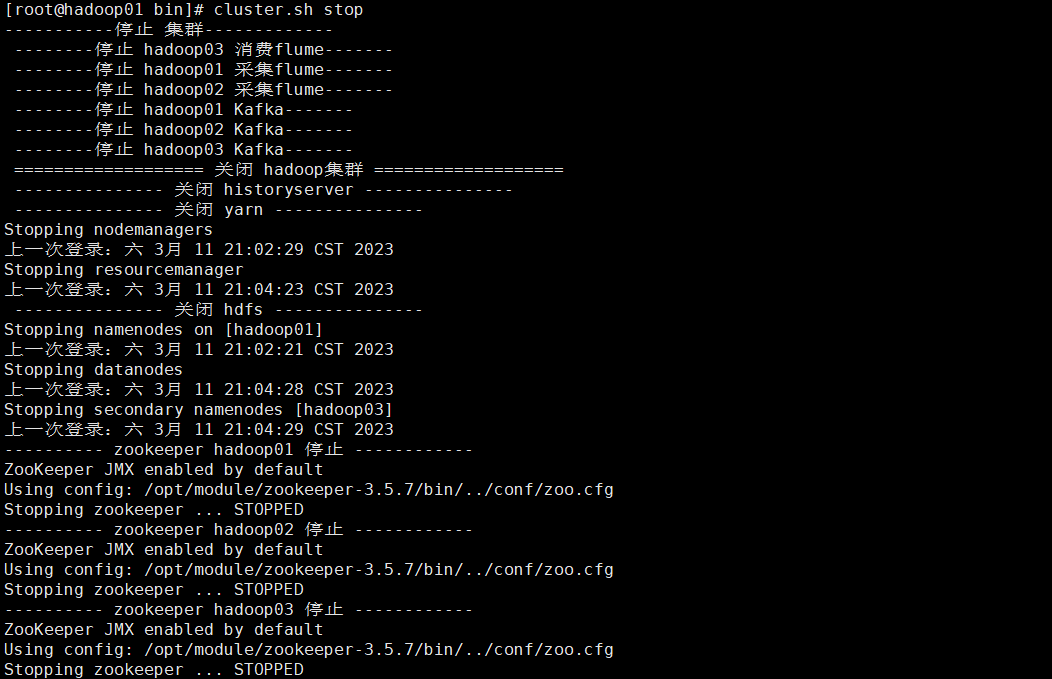 [root@hadoop01 bin]# cluster.sh stop
-----------停止 集群-------------
 --------停止 hadoop03 消费flume-------
 --------停止 hadoop01 采集flume-------
 --------停止 hadoop02 采集flume-------
 --------停止 hadoop01 Kafka-------
 --------停止 hadoop02 Kafka-------
 --------停止 hadoop03 Kafka-------
 =================== 关闭 hadoop集群 ===================
 --------------- 关闭 historyserver ---------------
 --------------- 关闭 yarn ---------------
Stopping nodemanagers
上一次登录：六 3月 11 21:02:29 CST 2023
Stopping resourcemanager
上一次登录：六 3月 11 21:04:23 CST 2023
 --------------- 关闭 hdfs ---------------
Stopping namenodes on [hadoop01]
上一次登录：六 3月 11 21:02:21 CST 2023
Stopping datanodes
上一次登录：六 3月 11 21:04:28 CST 2023
Stopping secondary namenodes [hadoop03]
上一次登录：六 3月 11 21:04:29 CST 2023
---------- zookeeper hadoop01 停止 ------------
ZooKeeper JMX enabled by default
Using config: /opt/module/zookeeper-3.5.7/bin/../conf/zoo.cfg
Stopping zookeeper ... STOPPED
---------- zookeeper hadoop02 停止 ------------
ZooKeeper JMX enabled by default
Using config: /opt/module/zookeeper-3.5.7/bin/../conf/zoo.cfg
Stopping zookeeper ... STOPPED
---------- zookeeper hadoop03 停止 ------------
ZooKeeper JMX enabled by default
Using config: /opt/module/zookeeper-3.5.7/bin/../conf/zoo.cfg
Stopping zookeeper ... STOPPED